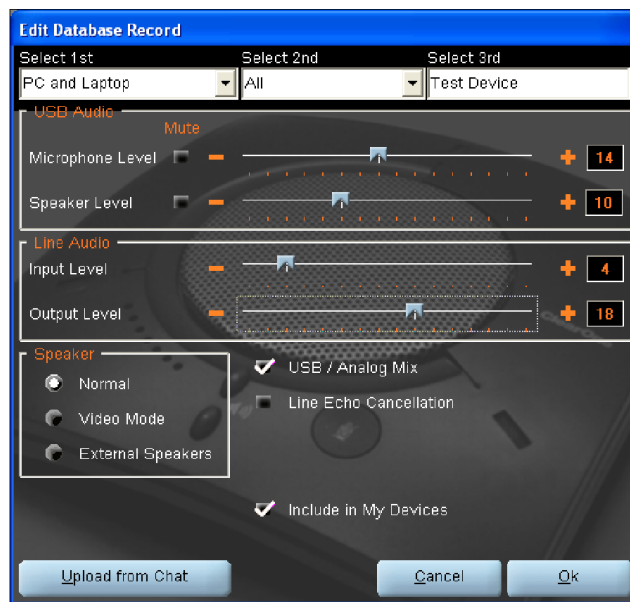 Edit Database Record
Select 1st Select 2nd Select 3rd
PC and Laptop All Test Device
USB Audio
Mute
Microphone Level 14
Speaker Level 10
Line Audio
Input Level 4
Output Level 18
Speaker
Normal
Video Mode
External Speakers
USB / Analog Mix
Line Echo Cancellation
Include in My Devices
Upload from Chat Cancel Ok